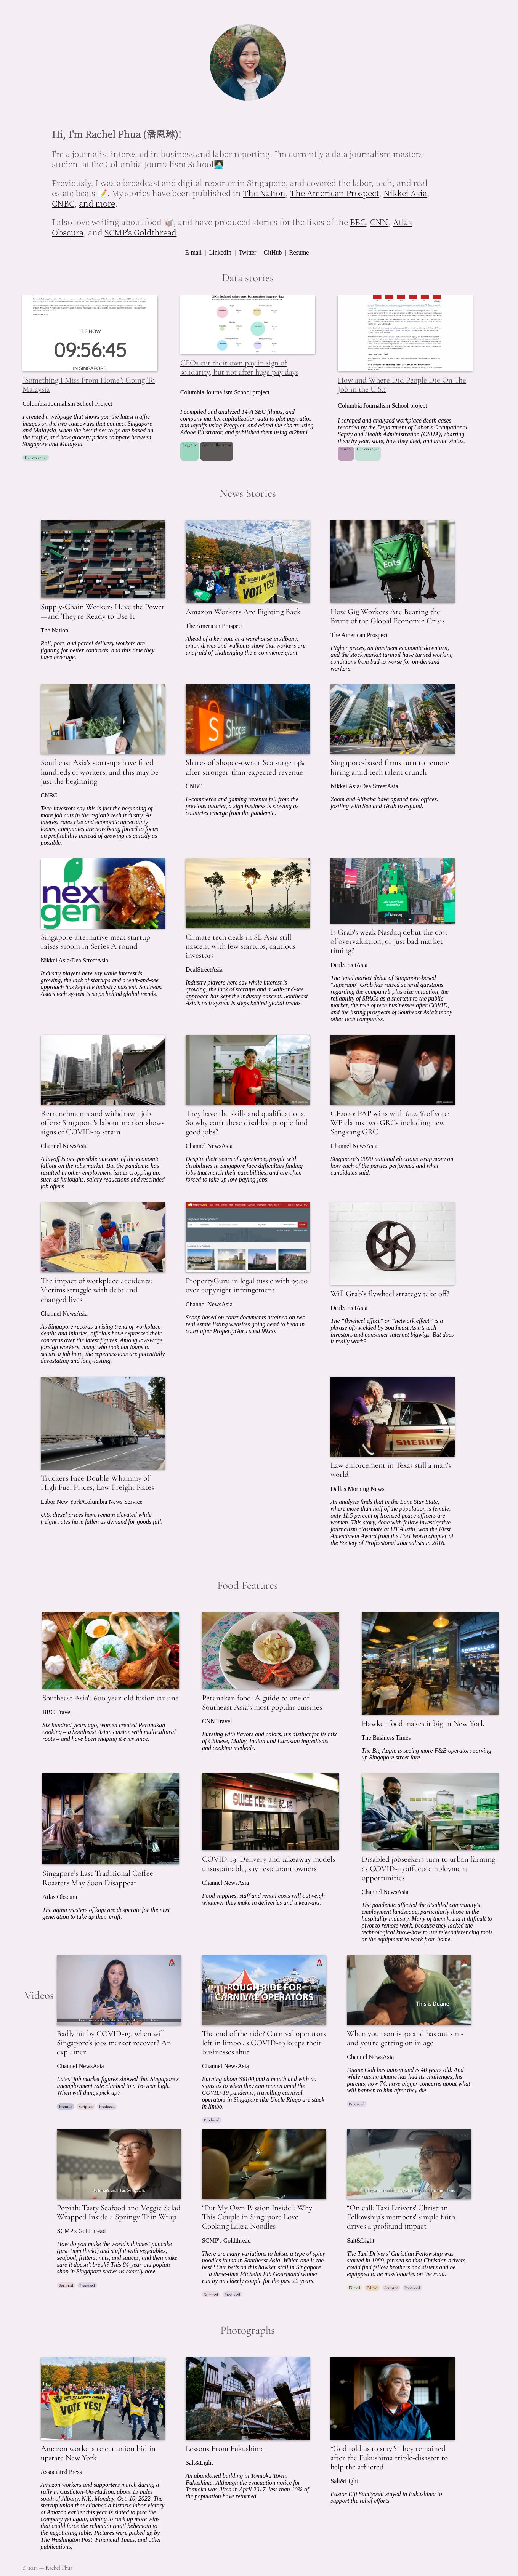 Hi, I'm Rachel Phua (潘恩琳)!
I'm a journalist interested in business and labor reporting. I'm currently a data journalism masters
student at the Columbia Journalism School👩🏻‍💻.
Previously, I was a broadcast and digital reporter in Singapore, and covered the labor, tech, and real
estate beats 📝. My stories have been published in The Nation, The American Prospect, Nikkei Asia,
CNBC, and more.
I also love writing about food 🥡, and have produced stories for the likes of the BBC, CNN, Atlas
Obscura, and SCMP's Goldthread.
E-mail | LinkedIn | Twitter | GitHub | Resume
Data stories
IT'S NOW
09:56:45
IN SINGAPORE.
"Something I Miss From Home": Going To
Malaysia
Columbia Journalism School Project
I created a webpage that shows you the latest traffic
images on the two causeways that connect Singapore
and Malaysia, when the best times to go are based on
the traffic, and how grocery prices compare between
Singapore and Malaysia.
Datawrapper
CEOs cut their own pay in sign of
solidarity, but not after huge pay days
Columbia Journalism School project
I compiled and analyzed 14-A SEC filings, and
company market capitalization data to plot pay ratios
and layoffs using R/ggplot, and edited the charts using
Adobe Illustrator, and published them using ai2html.
R/ggplot
How and Where Did People Die On The
Job in the U.S.?
Columbia Journalism School project
I scraped and analyzed workplace death cases
recorded by the Department of Labor's Occupational
Safety and Health Administration (OSHA), charting
them by year, state, how they died, and union status.
Pandas Datawrapper
News Stories
Supply-Chain Workers Have the Power
—and They're Ready to Use It
The Nation
Rail, port, and parcel delivery workers are
fighting for better contracts, and this time they
have leverage.
VOTE YES!
Amazon Workers Are Fighting Back
The American Prospect
Ahead of a key vote at a warehouse in Albany,
union drives and walkouts show that workers are
unafraid of challenging the e-commerce giant.
Uber
Eats
How Gig Workers Are Bearing the
Brunt of the Global Economic Crisis
The American Prospect
Higher prices, an imminent economic downturn,
and the stock market turmoil have turned working
conditions from bad to worse for on-demand
workers.
Southeast Asia's start-ups have fired
hundreds of workers, and this may be
just the beginning
CNBC
Tech investors say this is just the beginning of
more job cuts in the region's tech industry. As
interest rates rise and economic uncertainty
looms, companies are now being forced to focus
on profitability instead of growing as quickly as
possible.
Shopee
Shares of Shopee-owner Sea surge 14%
after stronger-than-expected revenue
CNBC
E-commerce and gaming revenue fell from the
previous quarter, a sign business is slowing as
countries emerge from the pandemic.
Singapore-based firms turn to remote
hiring amid tech talent crunch
Nikkei Asia/DealStreetAsia
Zoom and Alibaba have opened new offices,
jostling with Sea and Grab to expand.
next
gen
Singapore alternative meat startup
raises $100m in Series A round
Nikkei Asia/DealStreetAsia
Industry players here say while interest is
growing, the lack of startups and a wait-and-see
approach has kept the industry nascent. Southeast
Asia's tech system is steps behind global trends.
Climate tech deals in SE Asia still
nascent with few startups, cautious
investors
DealStreetAsia
Industry players here say while interest is
growing, the lack of startups and a wait-and-see
approach has kept the industry nascent. Southeast
Asia's tech system is steps behind global trends.
Nasdaq
Is Grab's weak Nasdaq debut the cost
of overvaluation, or just bad market
timing?
DealStreetAsia
The tepid market debut of Singapore-based
"superapp" Grab has raised several questions
regarding the company's plus-size valuation, the
reliability of SPACs as a shortcut to the public
market, the role of tech businesses after COVID,
and the listing prospects of Southeast Asia's many
other tech companies.
Retrenchments and withdrawn job
offers: Singapore's labour market shows
signs of COVID-19 strain
Channel NewsAsia
A layoff is one possible outcome of the economic
fallout on the jobs market. But the pandemic has
resulted in other employment issues cropping up,
such as furloughs, salary reductions and rescinded
job offers.
They have the skills and qualifications.
So why can't these disabled people find
good jobs?
Channel NewsAsia
Despite their years of experience, people with
disabilities in Singapore face difficulties finding
jobs that match their capabilities, and are often
forced to take up low-paying jobs.
GE2020: PAP wins with 61.24% of vote;
WP claims two GRCs including new
Sengkang GRC
Channel NewsAsia
Singapore's 2020 national elections wrap story on
how each of the parties performed and what
candidates said.
The impact of workplace accidents:
Victims struggle with debt and
changed lives
Channel NewsAsia
As Singapore records a rising trend of workplace
deaths and injuries, officials have expressed their
concerns over the latest figures. Among low-wage
foreign workers, many who took out loans to
secure a job here, the repercussions are potentially
devastating and long-lasting.
PropertyGuru in legal tussle with 99.co
over copyright infringement
Channel NewsAsia
Scoop based on court documents attained on two
real estate listing websites going head to head in
court after PropertyGuru sued 99.co.
Will Grab's flywheel strategy take off?
DealStreetAsia
The "flywheel effect" or "network effect" is a
phrase oft-wielded by Southeast Asia's tech
investors and consumer internet bigwigs. But does
it really work?
Truckers Face Double Whammy of
High Fuel Prices, Low Freight Rates
Labor New York/Columbia News Service
U.S. diesel prices have remain elevated while
freight rates have fallen as demand for goods fall.
SHERIFF
Law enforcement in Texas still a man's
world
Dallas Morning News
An analysis finds that in the Lone Star State,
where more than half of the population is female,
only 11.5 percent of licensed peace officers are
women. This story, done with fellow investigative
journalism classmate at UT Austin, won the First
Amendment Award from the Fort Worth chapter of
the Society of Professional Journalists in 2016.
Food Features
Southeast Asia's 600-year-old fusion cuisine
BBC Travel
Six hundred years ago, women created Peranakan
cooking – a Southeast Asian cuisine with multicultural
roots – and have been shaping it ever since.
Peranakan food: A guide to one of
Southeast Asia's most popular cuisines
CNN Travel
Bursting with flavors and colors, it's distinct for its mix
of Chinese, Malay, Indian and Eurasian ingredients
and cooking methods.
Hawker food makes it big in New York
The Business Times
The Big Apple is seeing more F&B operators serving
up Singapore street fare
Singapore's Last Traditional Coffee
Roasters May Soon Disappear
Atlas Obscura
The aging masters of kopi are desperate for the next
generation to take up their craft.
COVID-19: Delivery and takeaway models
unsustainable, say restaurant owners
Channel NewsAsia
Food supplies, staff and rental costs will outweigh
whatever they make in deliveries and takeaways.
Disabled jobseekers turn to urban farming
as COVID-19 affects employment
opportunities
Channel NewsAsia
The pandemic affected the disabled community's
employment landscape, particularly those in the
hospitality industry. Many of them found it difficult to
pivot to remote work, because they lacked the
technological know-how to use teleconferencing tools
or the equipment to work from home.
Videos
Badly hit by COVID-19, when will
Singapore's jobs market recover? An
explainer
Channel NewsAsia
Latest job market figures showed that Singapore's
unemployment rate climbed to a 16-year high.
When will things pick up?
Fronted Scripted Produced
ROUGH RIDE FOR
CARNIVAL OPERATORS
The end of the ride? Carnival operators
left in limbo as COVID-19 keeps their
businesses shut
Channel NewsAsia
Burning about S$100,000 a month and with no
signs as to when they can reopen amid the
COVID-19 pandemic, travelling carnival
operators in Singapore like Uncle Ringo are stuck
in limbo.
Produced
This is Duane
When your son is 40 and has autism -
and you're getting on in age
Channel NewsAsia
Duane Goh has autism and is 40 years old. And
while raising Duane has had its challenges, his
parents, now 74, have bigger concerns about what
will happen to him after they die.
Produced
Popiah: Tasty Seafood and Veggie Salad
Wrapped Inside a Springy Thin Wrap
SCMP's Goldthread
How do you make the world's thinnest pancake
(just 1mm thick!) and stuff it with vegetables,
seafood, fritters, nuts, and sauces, and then make
sure it doesn't break? This 84-year-old popiah
shop in Singapore shows us exactly how.
Scripted Produced
"Put My Own Passion Inside": Why
This Couple in Singapore Love
Cooking Laksa Noodles
SCMP's Goldthread
There are many variations to laksa, a type of spicy
noodles found in Southeast Asia. Which one is the
best? Our bet's on this hawker stall in Singapore
— a three-time Michelin Bib Gourmand winner
run by an elderly couple for the past 22 years.
Scripted Produced
"On call: Taxi Drivers' Christian
Fellowship's members' simple faith
drives a profound impact
Salt&Light
The Taxi Drivers' Christian Fellowship was
started in 1989, formed so that Christian drivers
could find fellow believers among them and be
equipped to be missionaries on the road.
Filmed Edited Scripted Produced
Photographs
VOTE YES!
Amazon workers reject union bid in
upstate New York
Associated Press
Amazon workers and supporters march during a
rally in Castleton-On-Hudson, about 15 miles
south of Albany, N.Y., Monday, Oct. 10, 2022. The
startup union that clinched a historic labor victory
at Amazon earlier this year is slated to face the
company yet again, aiming to rack up more wins
that could force the reluctant retail behemoth to
the negotiating table. Pictures were picked up by
The Washington Post, Financial Times, and other
publications.
Lessons From Fukushima
Salt&Light
An abandoned building in Tomioka Town,
Fukushima. Although the evacuation notice for
Tomioka was lifted in April 2017, less than 10% of
the population have returned.
"God told us to stay": They remained
after the Fukushima triple-disaster to
help the afflicted
Salt&Light
Pastor Eiji Sumiyoshi stayed in Fukushima to
support the relief efforts.
© 2023 — Rachel Phua